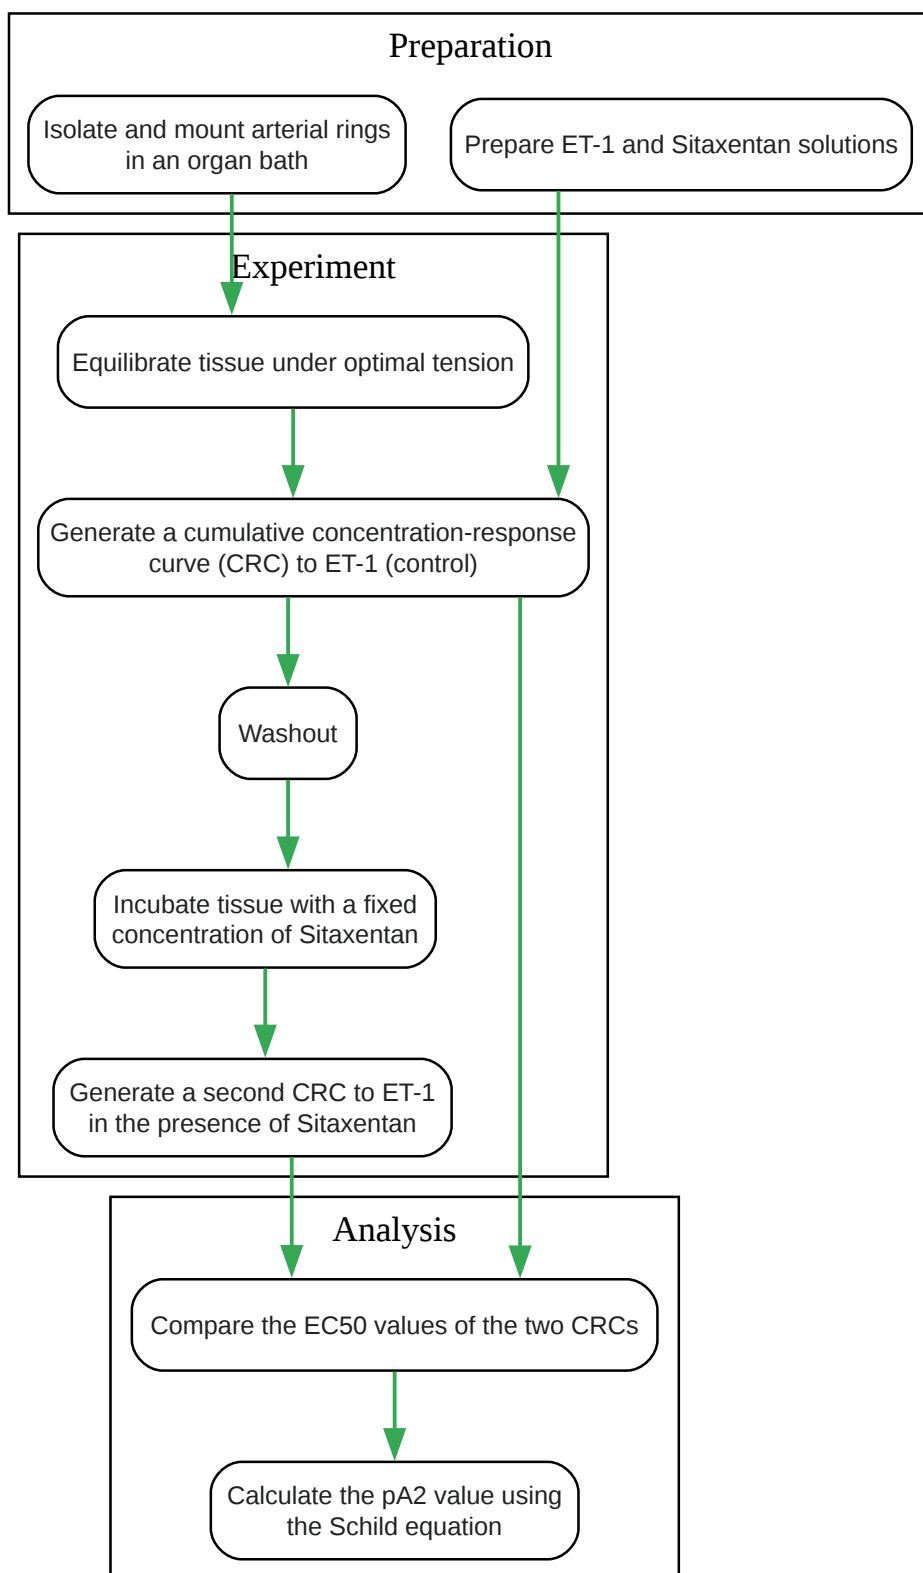 Preparation
Isolate and mount arterial rings
in an organ bath
Prepare ET-1 and Sitaxentan solutions
Experiment
Equilibrate tissue under optimal tension
Generate a cumulative concentration-response
curve (CRC) to ET-1 (control)
Washout
Incubate tissue with a fixed
concentration of Sitaxentan
Generate a second CRC to ET-1
in the presence of Sitaxentan
Analysis
Compare the EC50 values of the two CRCs
Calculate the pA2 value using
the Schild equation